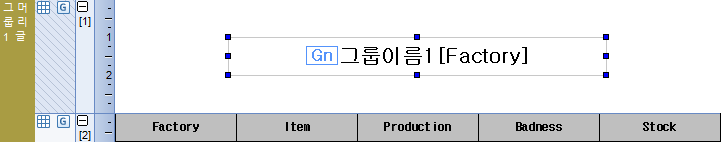 그룹 머리글 1
G
[1]
1
2
Gn 그룹이름1[Factory]
G
[2]
Factory Item Production Badness Stock